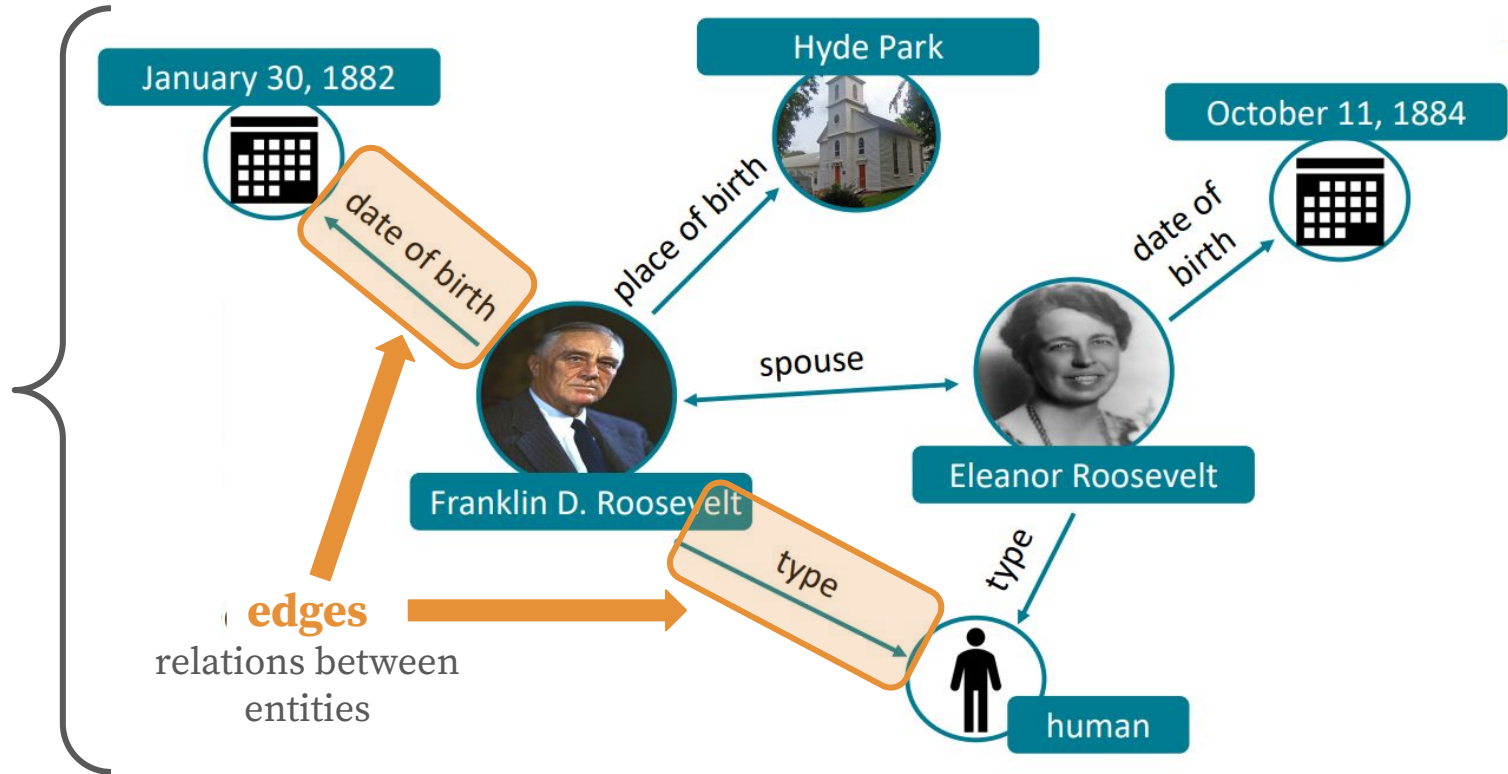 January 30, 1882
Hyde Park
October 11, 1884
date of birth
place of birth
date of
birth
spouse
Franklin D. Roosevelt
Eleanor Roosevelt
type
type
edges
relations between
entities
human